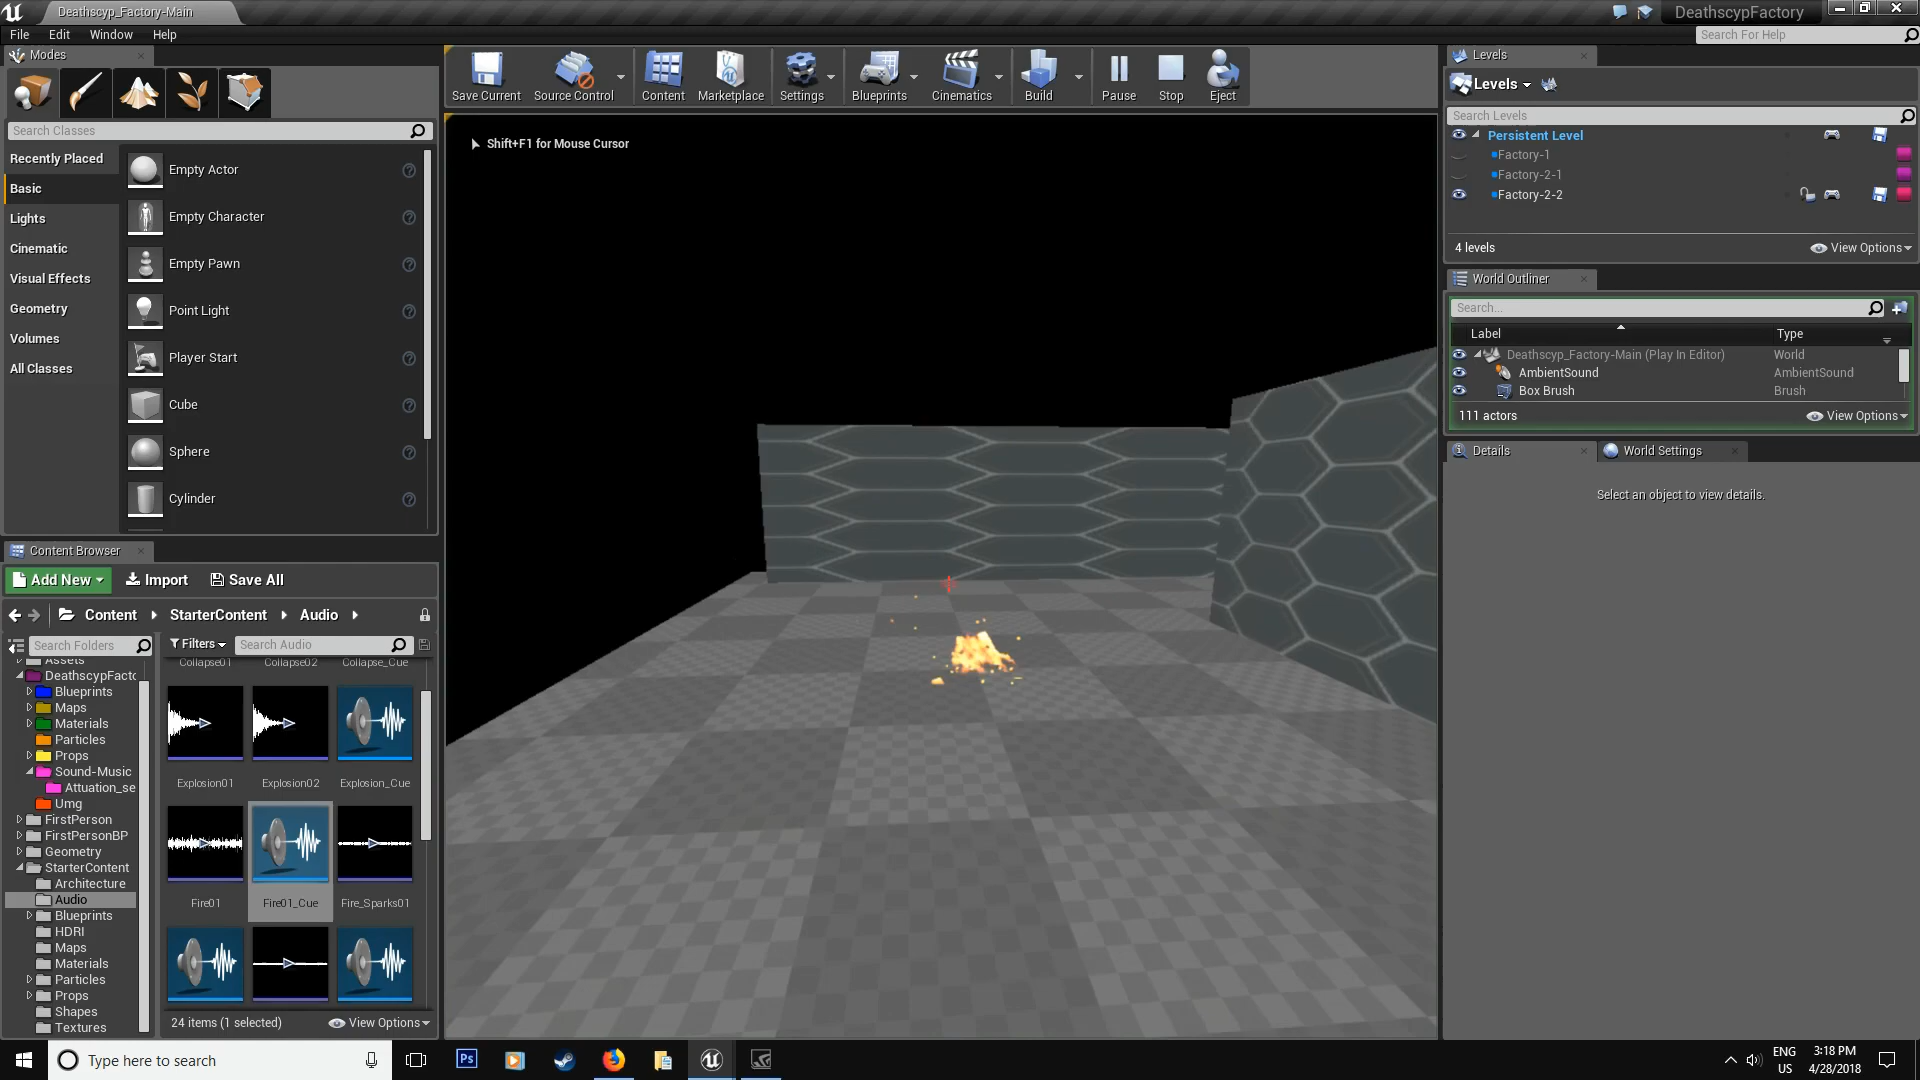 Deathscyp_Factory-Main
DeathscypFactory
File Edit Window Help
Search For Help
Modes
Search Classes
Recently Placed
Basic
Lights
Cinematic
Visual Effects
Geometry
Volumes
All Classes
Empty Actor
Empty Character
Empty Pawn
Point Light
Player Start
Cube
Sphere
Cylinder
Save Current
Source Control
Content
Marketplace
Settings
Blueprints
Cinematics
Build
Pause
Stop
Eject
Shift+F1 for Mouse Cursor
Levels
Levels
Search Levels
Persistent Level
Factory-1
Factory-2-1
Factory-2-2
4 levels
View Options
World Outliner
Search...
Label Type
Deathscyp_Factory-Main (Play In Editor) World
AmbientSound AmbientSound
Box Brush Brush
111 actors
View Options
Details
World Settings
Select an object to view details.
Content Browser
Add New
Import
Save All
Content
StarterContent
Audio
Search Folders
Filters
Search Audio
Assets
DeathscypFacto
Blueprints
Maps
Materials
Particles
Props
Sound-Music
Attuation_se
Umg
FirstPerson
FirstPersonBP
Geometry
StarterContent
Architecture
Audio
Blueprints
HDRI
Maps
Materials
Particles
Props
Shapes
Textures
Collapse01 Collapse02 Collapse_Cue
Explosion01 Explosion02 Explosion_Cue
Fire01 Fire01_Cue Fire_Sparks01
24 items (1 selected)
View Options
Type here to search
Ps
ENG
US
3:18 PM
4/28/2018